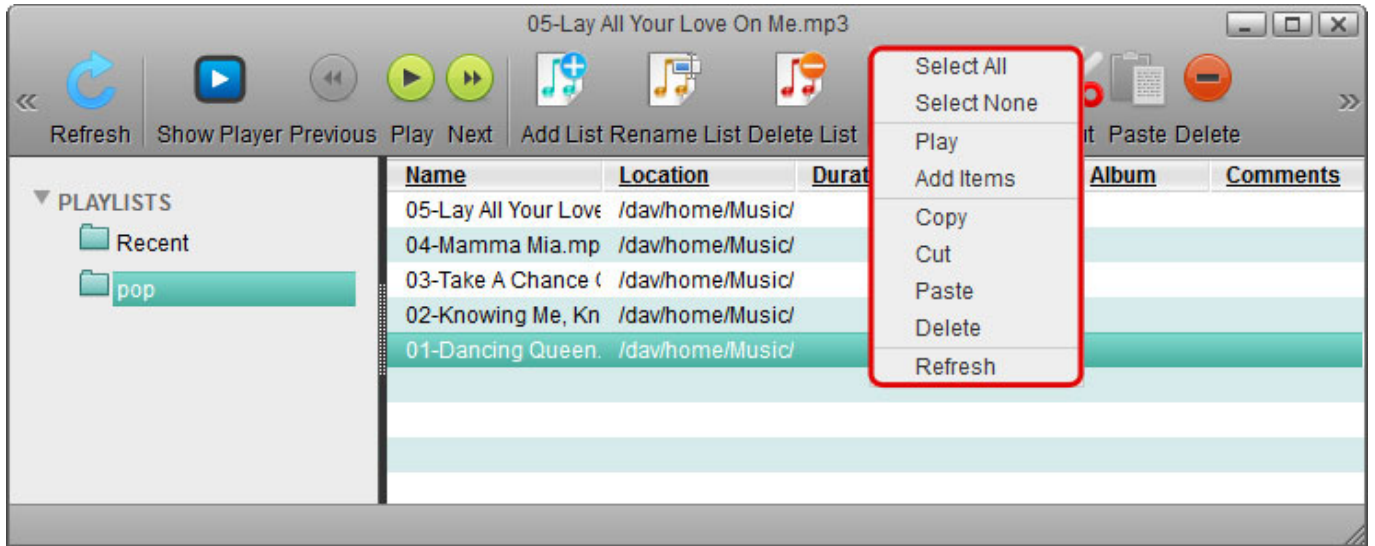 05-Lay All Your Love On Me.mp3
Refresh Show Player Previous Play Next Add List Rename List Delete List Paste Delete
PLAYLISTS
Recent
pop
Name Location Durat Album Comments
05-Lay All Your Love /dav/home/Music/
04-Mamma Mia.mp /dav/home/Music/
03-Take A Chance /dav/home/Music/
02-Knowing Me, Kn /dav/home/Music/
01-Dancing Queen. /dav/home/Music/
Select All
Select None
Play
Add Items
Copy
Cut
Paste
Delete
Refresh